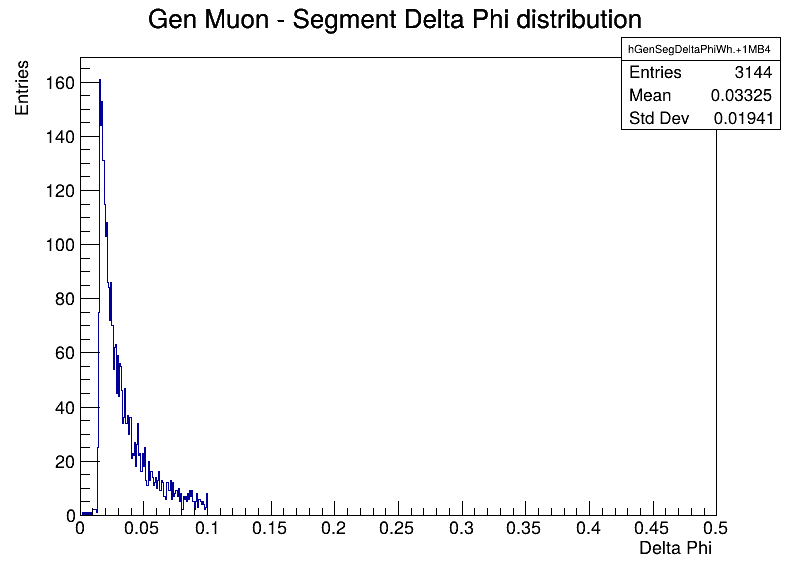 Gen Muon - Segment Delta Phi distribution
hGenSegDeltaPhiWh.+1MB4
Entries 3144
Mean 0.03325
Std Dev 0.01941
Entries
160
140
120
100
80
60
40
20
0
0 0.05 0.1 0.15 0.2 0.25 0.3 0.35 0.4 0.45 0.5
Delta Phi